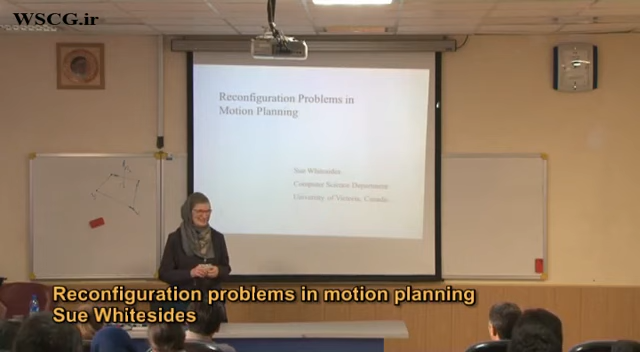 WSCG.ir
Reconfiguration Problems in
Motion Planning
Sue Whitesides
Computer Science Department
University of Victoria, Canada
Reconfiguration problems in motion planning
Sue Whitesides